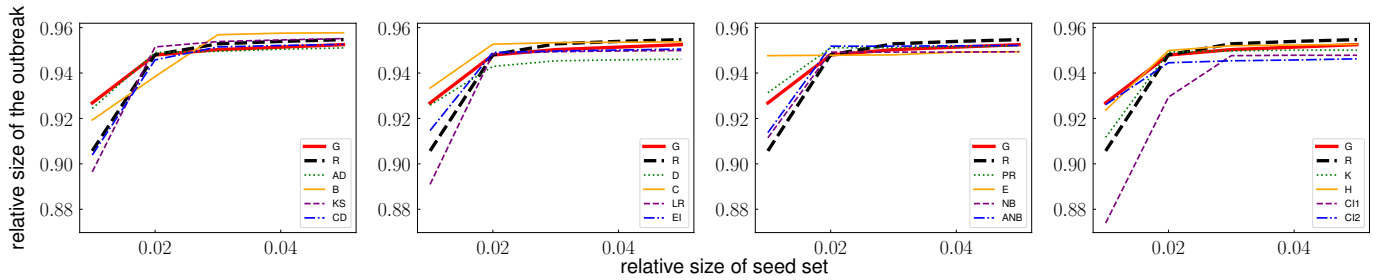 relative size of the outbreak
0.96
0.94
0.92
0.90
0.88
0.02
0.04
G
R
AD
B
KS
CD
0.96
0.94
0.92
0.90
0.88
0.02
0.04
G
R
D
C
LR
EI
0.96
0.94
0.92
0.90
0.88
0.02
0.04
G
R
PR
E
NB
ANB
0.96
0.94
0.92
0.90
0.88
0.02
0.04
G
R
K
H
CI1
CI2
relative size of seed set